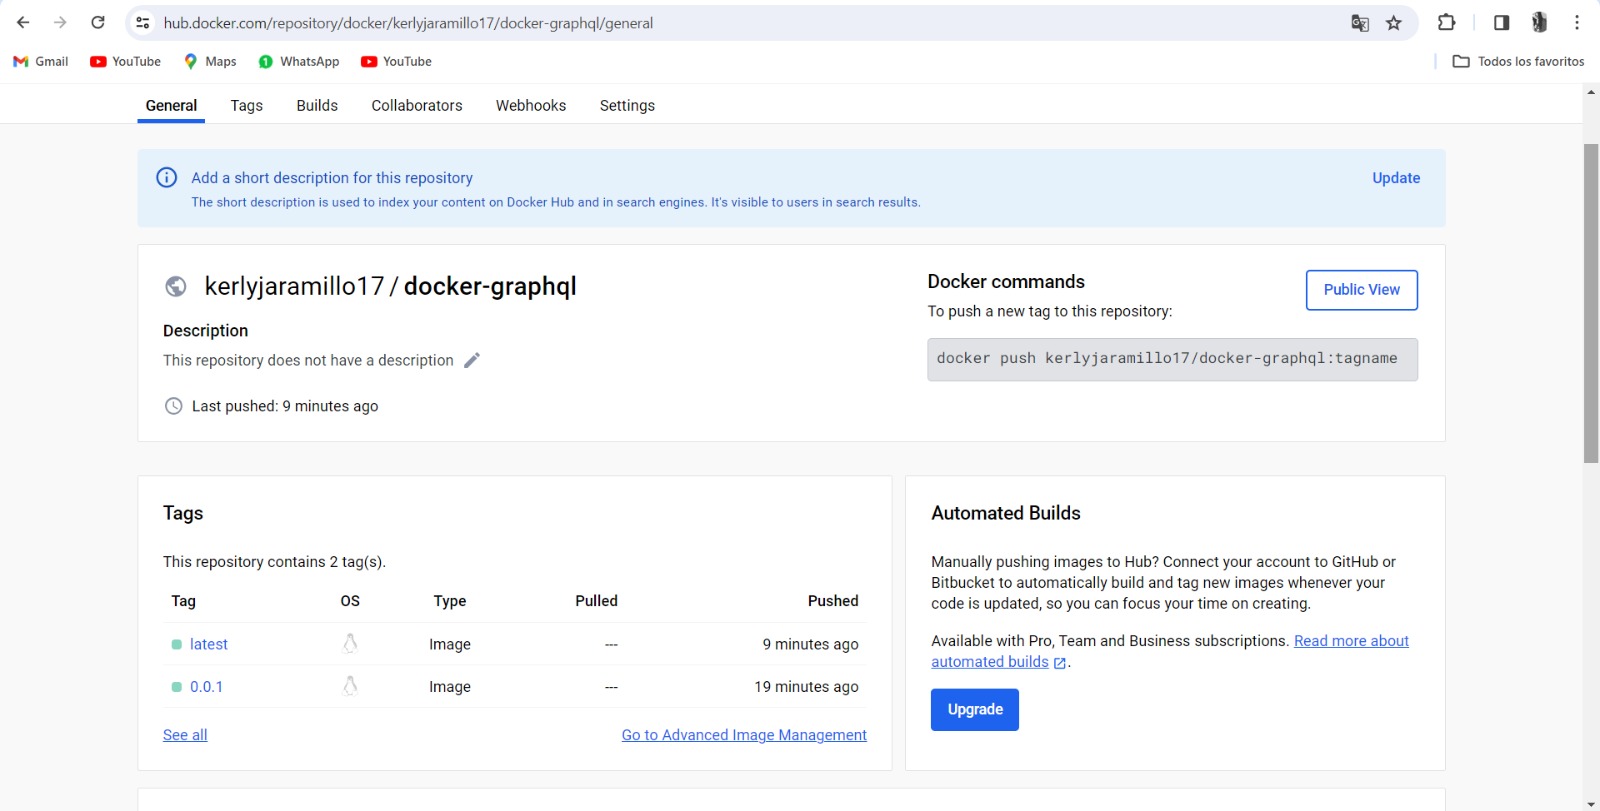 hub.docker.com/repository/docker/kerlyjaramillo17/docker-graphql/general
Gmail YouTube Maps 1 WhatsApp YouTube Todos los favoritos
General Tags Builds Collaborators Webhooks Settings
Add a short description for this repository Update
The short description is used to index your content on Docker Hub and in search engines. It's visible to users in search results.
kerlyjaramillo17 / docker-graphql
Description
This repository does not have a description
Last pushed: 9 minutes ago
Docker commands
Public View
To push a new tag to this repository:
docker push kerlyjaramillo17/docker-graphql:tagname
Tags
This repository contains 2 tag(s).
Tag OS Type Pulled Pushed
latest Image --- 9 minutes ago
0.0.1 Image --- 19 minutes ago
See all Go to Advanced Image Management
Automated Builds
Manually pushing images to Hub? Connect your account to GitHub or
Bitbucket to automatically build and tag new images whenever your
code is updated, so you can focus your time on creating.
Available with Pro, Team and Business subscriptions. Read more about
automated builds.
Upgrade